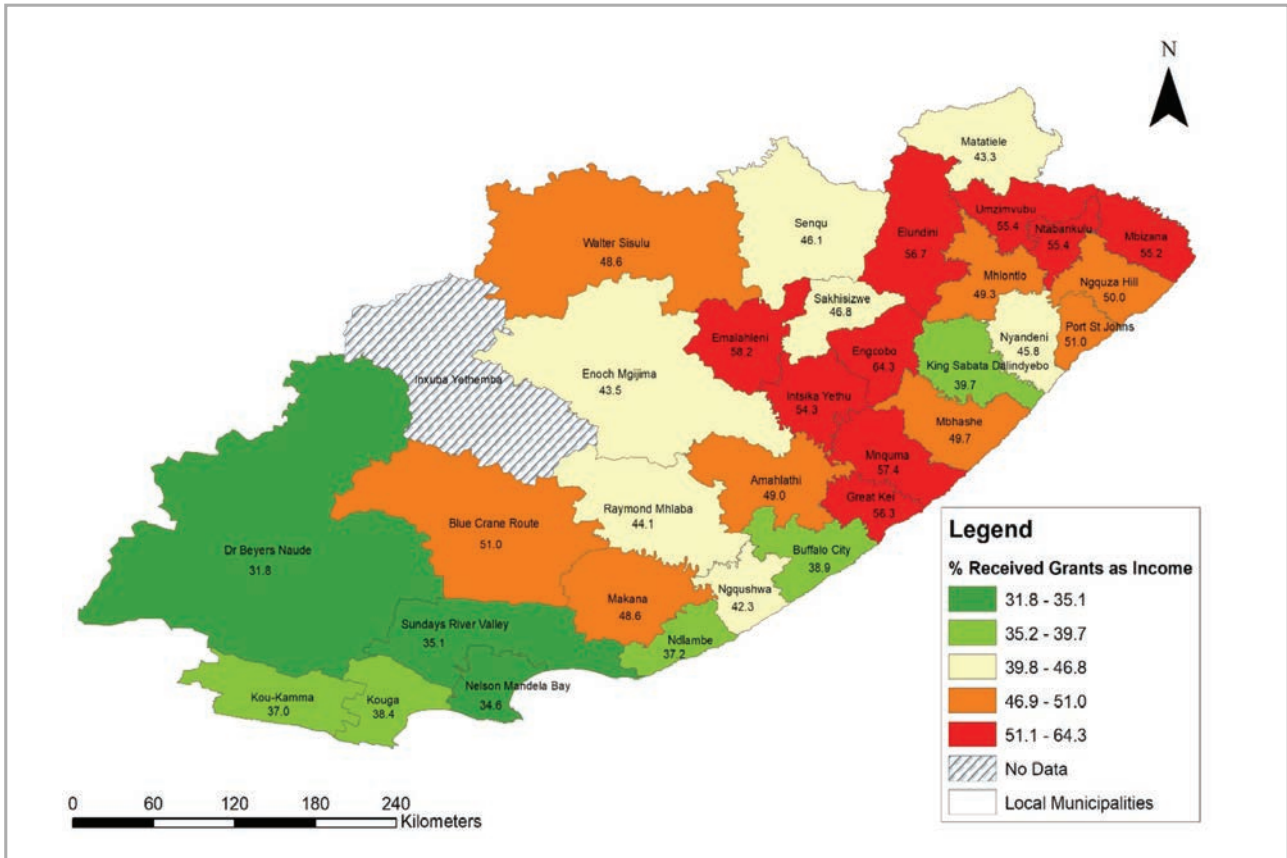 N
Matatiele
43.3
Umzimvubu
55.4
Ntabankulu
55.4
Mbizana
55.2
Elundini
56.7
Senqu
46.1
Walter Sisulu
48.6
Mhlontlo
49.3
Ngquza Hill
50.0
Sakhisizwe
46.8
Port St Johns
51.0
Nyandeni
45.8
Emalahleni
58.2
Engcobo
64.3
King Sabata Dalindyebo
39.7
Inxuba Yethemba
Enoch Mgijima
43.5
Intsika Yethu
54.3
Mbhashe
49.7
Mnquma
57.4
Amahlathi
49.0
Great Kei
56.3
Raymond Mhlaba
44.1
Blue Crane Route
51.0
Dr Beyers Naude
31.8
Buffalo City
38.9
Ngqushwa
42.3
Makana
48.6
Sundays River Valley
35.1
Ndlambe
37.2
Nelson Mandela Bay
34.6
Kou-Kamma
37.0
Kouga
38.4
Legend
% Received Grants as Income
31.8 - 35.1
35.2 - 39.7
39.8 - 46.8
46.9 - 51.0
51.1 - 64.3
No Data
Local Municipalities
0 60 120 180 240
Kilometers